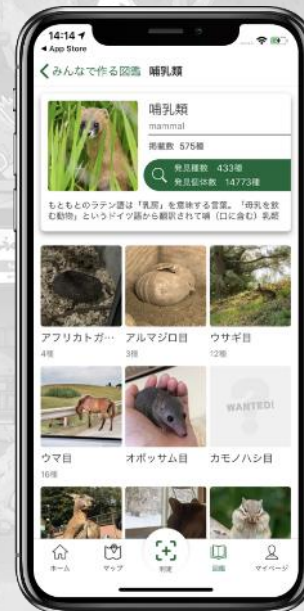 14:14
◀ App Store
みんなで作る図鑑 哺乳類
哺乳類
mammal
掲載数 575種
発見種数 433種
発見個体数 14773種
もともとのラテン語は「乳房」を意味する言葉。「母乳を飲
む動物」というドイツ語から翻訳されて哺(口に含む)乳類
アフリカトガ… アルマジロ目 ウサギ目
4種 3種 12種
WANTED!
ウマ目 オポッサム目 カモノハシ目
16種
ホーム マップ 判定 図鑑 マイページ